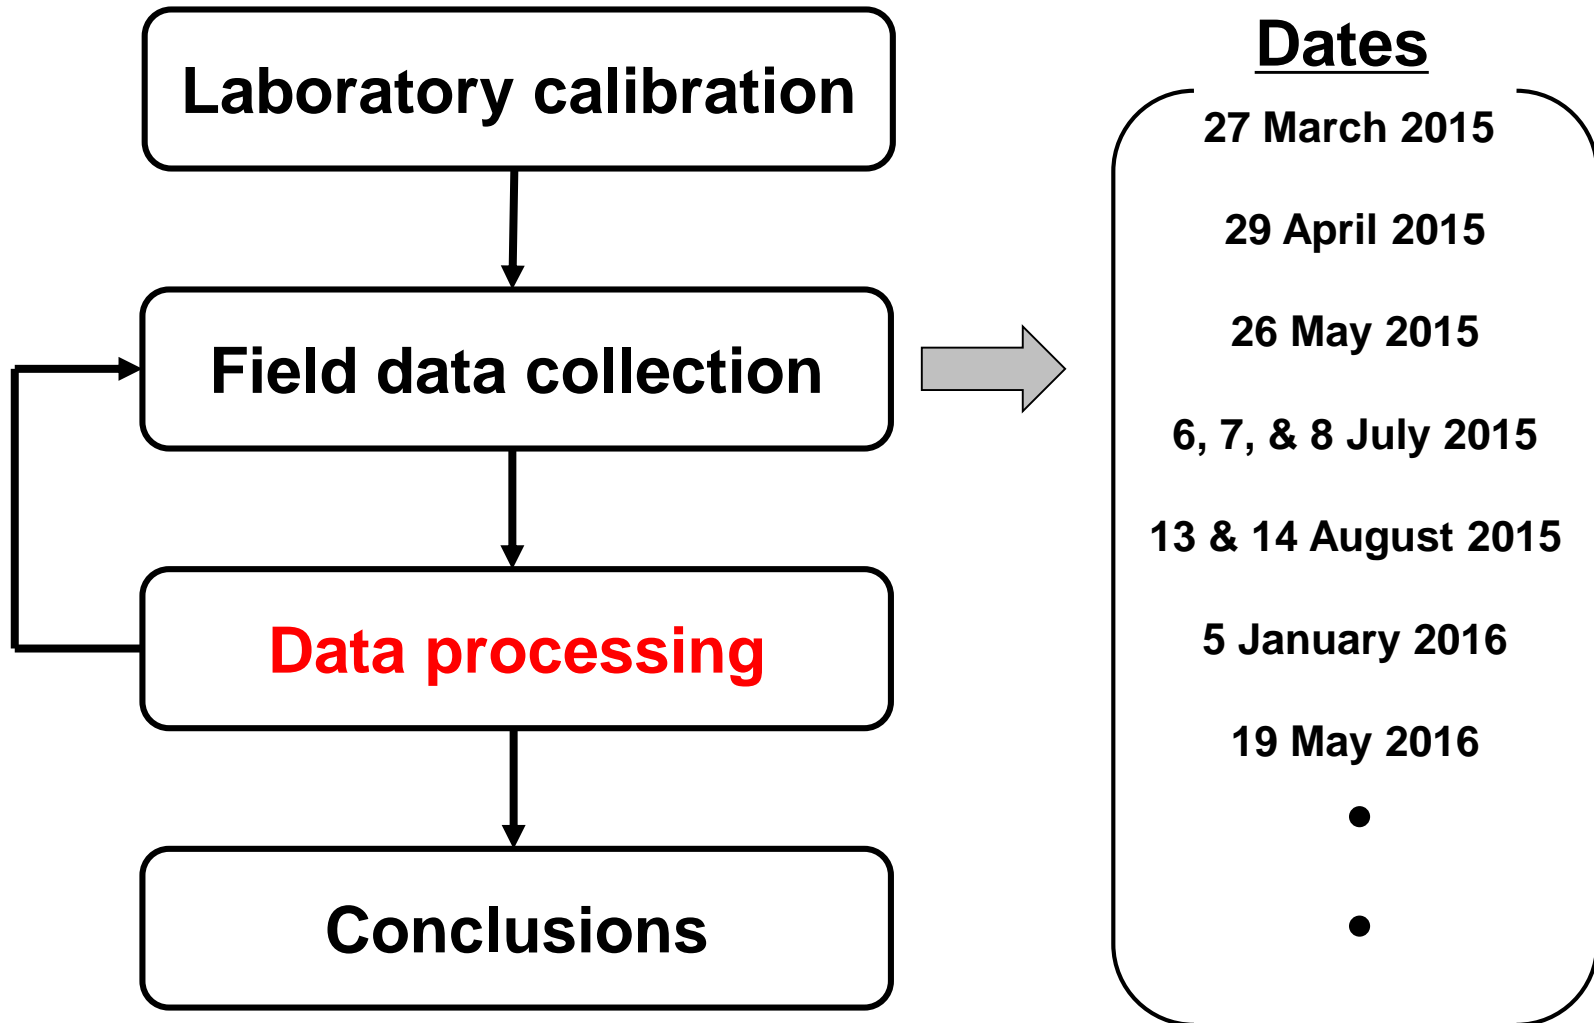 Laboratory calibration
Field data collection
Data processing
Conclusions
Dates
27 March 2015
29 April 2015
26 May 2015
6, 7, & 8 July 2015
13 & 14 August 2015
5 January 2016
19 May 2016
•
•